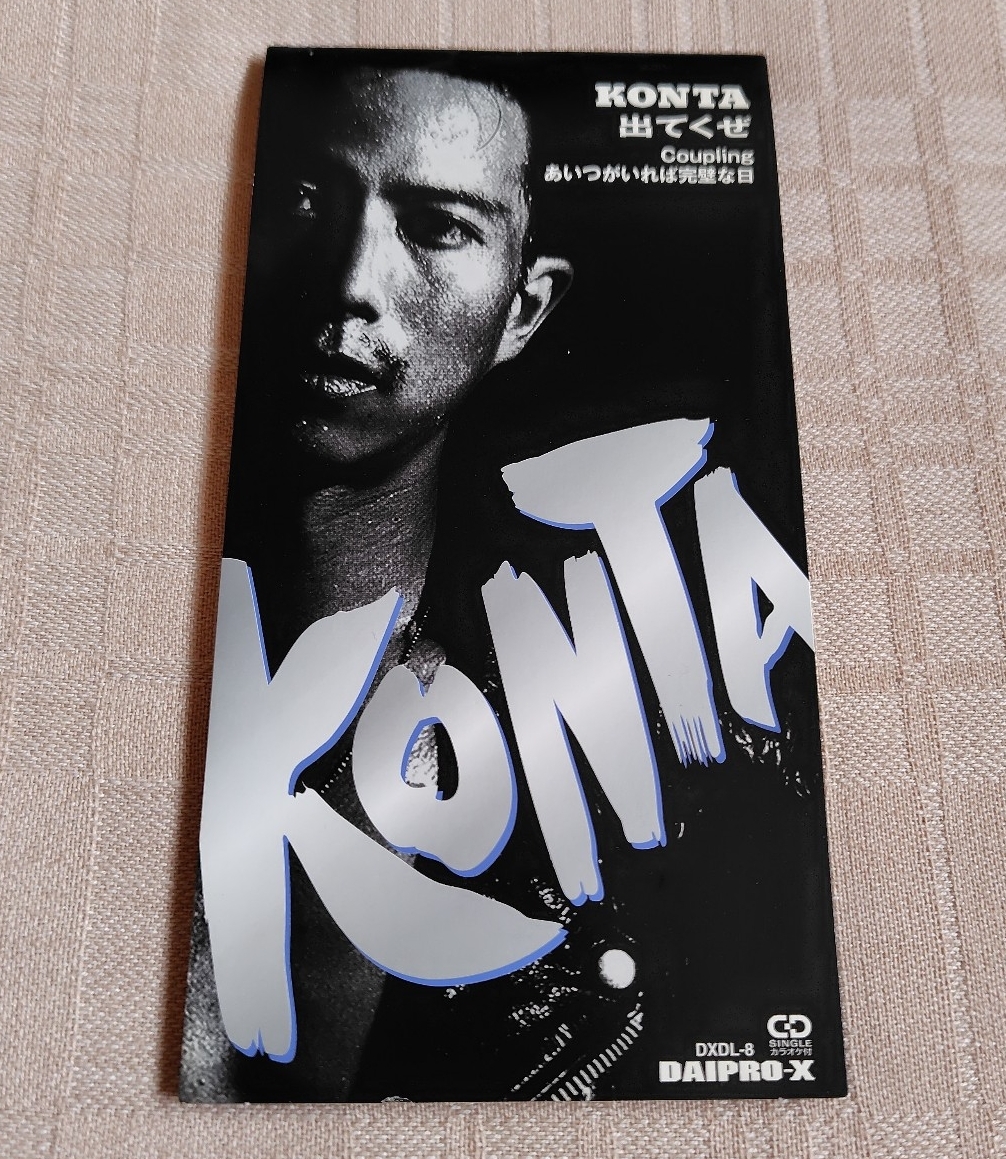 KONTA
出てくぜ
Coupling
あいつがいれば完璧な日
KONTA
DXDL-8
CD
SINGLE
カラオケ付
DAIPRO-X